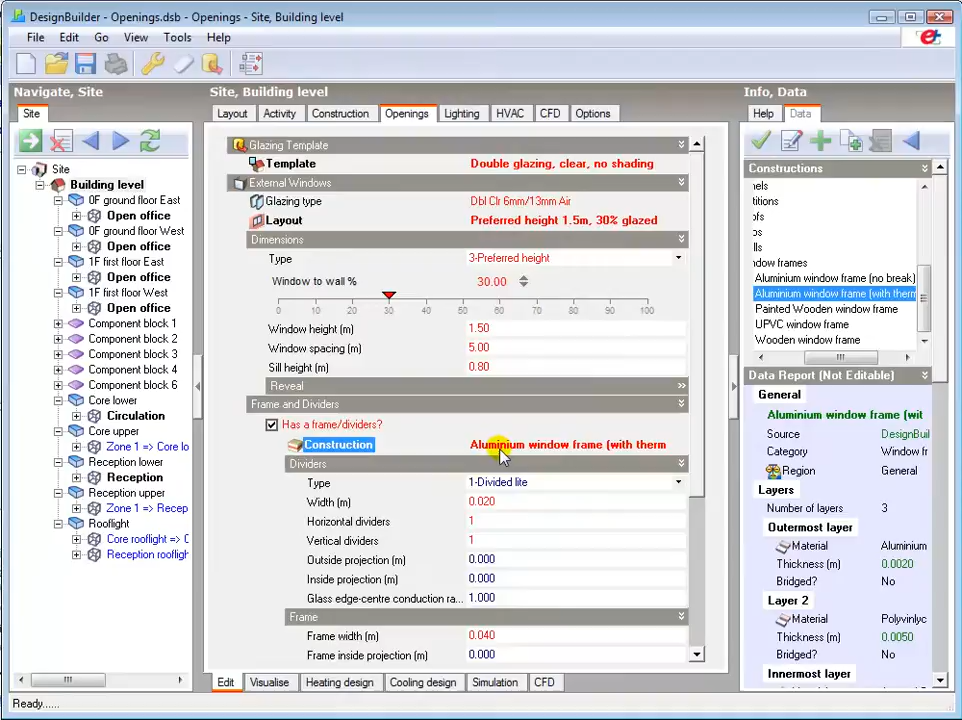 DesignBuilder - Openings.dsb - Openings - Site, Building level
File Edit Go View Tools Help
Navigate, Site
Site
Site
Building level
0F ground floor East
Open office
0F ground floor West
Open office
1F first floor East
Open office
1F first floor West
Open office
Component block 1
Component block 2
Component block 3
Component block 4
Component block 6
Core lower
Circulation
Core upper
Zone 1 => Core lo
Reception lower
Reception
Reception upper
Zone 1 => Recep
Rooflight
Core rooflight => C
Reception rooflight
Site, Building level
Layout Activity Construction Openings Lighting HVAC CFD Options
Glazing Template
Template Double glazing, clear, no shading
External Windows
Glazing type Dbl Clr 6mm/13mm Air
Layout Preferred height 1.5m, 30% glazed
Dimensions
Type 3-Preferred height
Window to wall % 30.00
0 10 20 30 40 50 60 70 80 90 100
Window height (m) 1.50
Window spacing (m) 5.00
Sill height (m) 0.80
Reveal
Frame and Dividers
Has a frame/dividers?
Construction Aluminium window frame (with therm
Dividers
Type 1-Divided lite
Width (m) 0.020
Horizontal dividers 1
Vertical dividers 1
Outside projection (m) 0.000
Inside projection (m) 0.000
Glass edge-centre conduction ra... 1.000
Frame
Frame width (m) 0.040
Frame inside projection (m) 0.000
Edit Visualise Heating design Cooling design Simulation CFD
Info, Data
Help Data
Constructions
nels
titions
ofs
os
lls
ndow frames
Aluminium window frame (no break)
Aluminium window frame (with therm
Painted Wooden window frame
UPVC window frame
Wooden window frame
Data Report (Not Editable)
General
Aluminium window frame (wit
Source DesignBuil
Category Window fr
Region General
Layers
Number of layers 3
Outermost layer
Material Aluminium
Thickness (m) 0.0020
Bridged? No
Layer 2
Material Polyvinlyc
Thickness (m) 0.0050
Bridged? No
Innermost layer
Ready.....